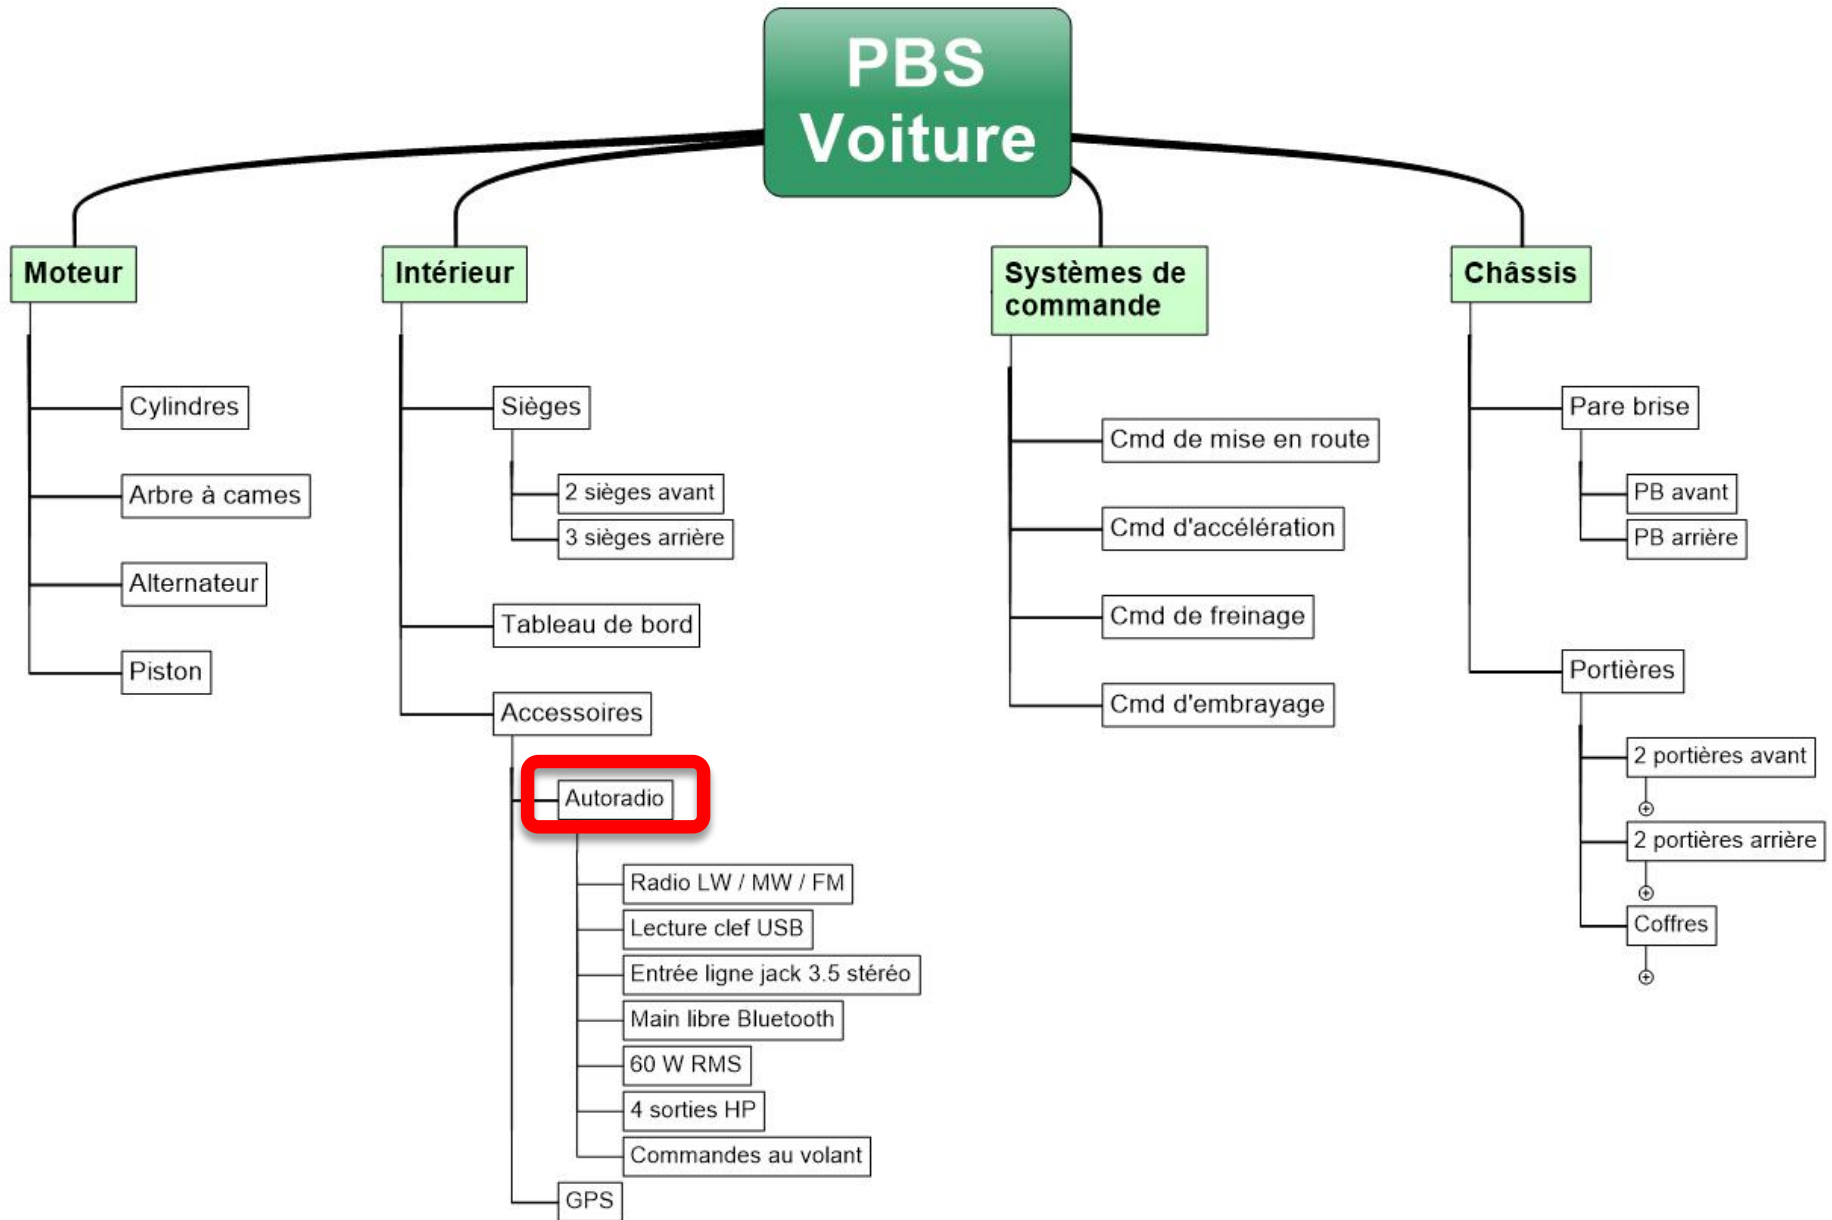 PBS
Voiture
Moteur
Cylindres
Arbre à cames
Alternateur
Piston
Intérieur
Sièges
2 sièges avant
3 sièges arrière
Tableau de bord
Accessoires
Autoradio
Radio LW / MW / FM
Lecture clef USB
Entrée ligne jack 3.5 stéréo
Main libre Bluetooth
60 W RMS
4 sorties HP
Commandes au volant
GPS
Systèmes de
commande
Cmd de mise en route
Cmd d'accélération
Cmd de freinage
Cmd d'embrayage
Châssis
Pare brise
PB avant
PB arrière
Portières
2 portières avant
2 portières arrière
Coffres